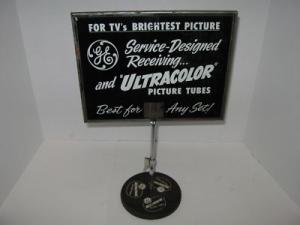 FOR TV's BRIGHTEST PICTURE
GE
Service-Designed
Receiving...
and "ULTRACOLOR"
PICTURE TUBES
Best for Any Set!